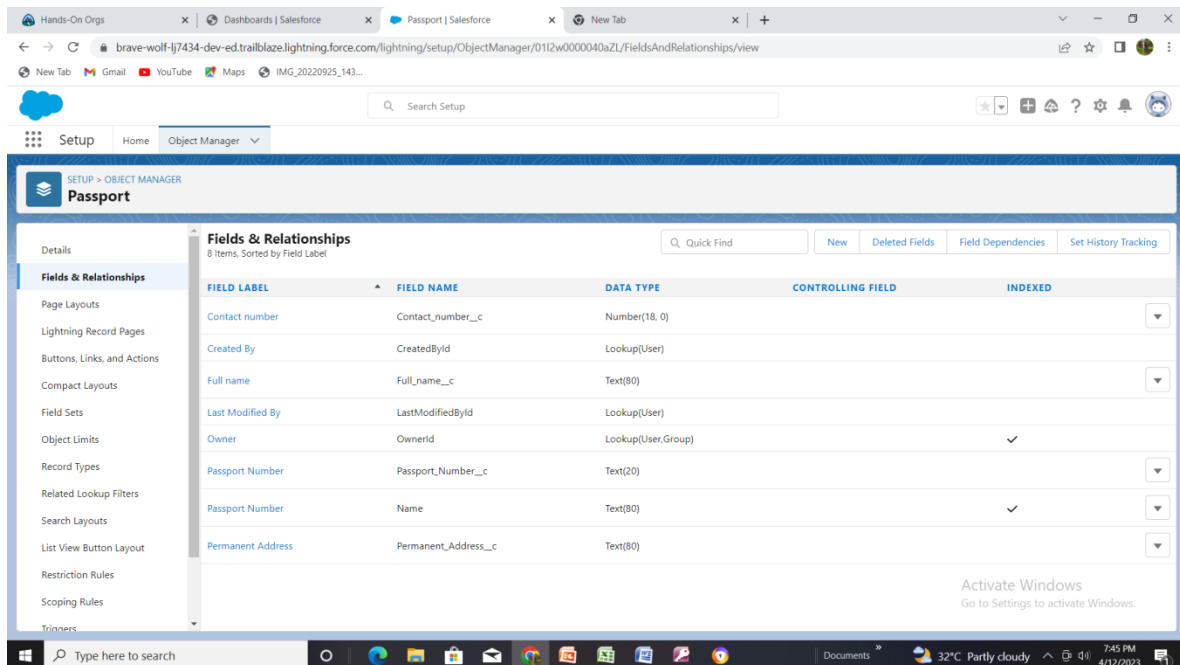 Hands-On Orgs
Dashboards | Salesforce
Passport | Salesforce
New Tab
brave-wolf-lj7434-dev-ed.trailblaze.lightning.force.com/lightning/setup/ObjectManager/01I2w0000040aZL/FieldsAndRelationships/view
New Tab Gmail YouTube Maps IMG_20220925_143...
Search Setup
Setup Home Object Manager
SETUP > OBJECT MANAGER
Passport
Details
Fields & Relationships
Page Layouts
Lightning Record Pages
Buttons, Links, and Actions
Compact Layouts
Field Sets
Object Limits
Record Types
Related Lookup Filters
Search Layouts
List View Button Layout
Restriction Rules
Scoping Rules
Triggers
Fields & Relationships
8 Items, Sorted by Field Label
Quick Find New Deleted Fields Field Dependencies Set History Tracking
FIELD LABEL FIELD NAME DATA TYPE CONTROLLING FIELD INDEXED
Contact number Contact_number__c Number(18, 0)
Created By CreatedById Lookup(User)
Full name Full_name__c Text(80)
Last Modified By LastModifiedById Lookup(User)
Owner OwnerId Lookup(User,Group)
Passport Number Passport_Number__c Text(20)
Passport Number Name Text(80)
Permanent Address Permanent_Address__c Text(80)
Activate Windows
Go to Settings to activate Windows.
Type here to search
Documents
32°C Partly cloudy
7:45 PM
4/12/2023